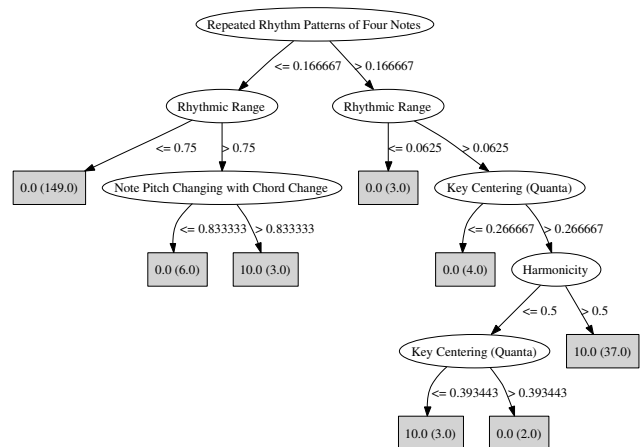 Repeated Rhythm Patterns of Four Notes
<= 0.166667 > 0.166667
Rhythmic Range Rhythmic Range
<= 0.75 > 0.75 <= 0.0625 > 0.0625
0.0 (149.0) Note Pitch Changing with Chord Change 0.0 (3.0) Key Centering (Quanta)
<= 0.833333 > 0.833333 <= 0.266667 > 0.266667
0.0 (6.0) 10.0 (3.0) 0.0 (4.0) Harmonicity
<= 0.5 > 0.5
Key Centering (Quanta) 10.0 (37.0)
<= 0.393443 > 0.393443
10.0 (3.0) 0.0 (2.0)